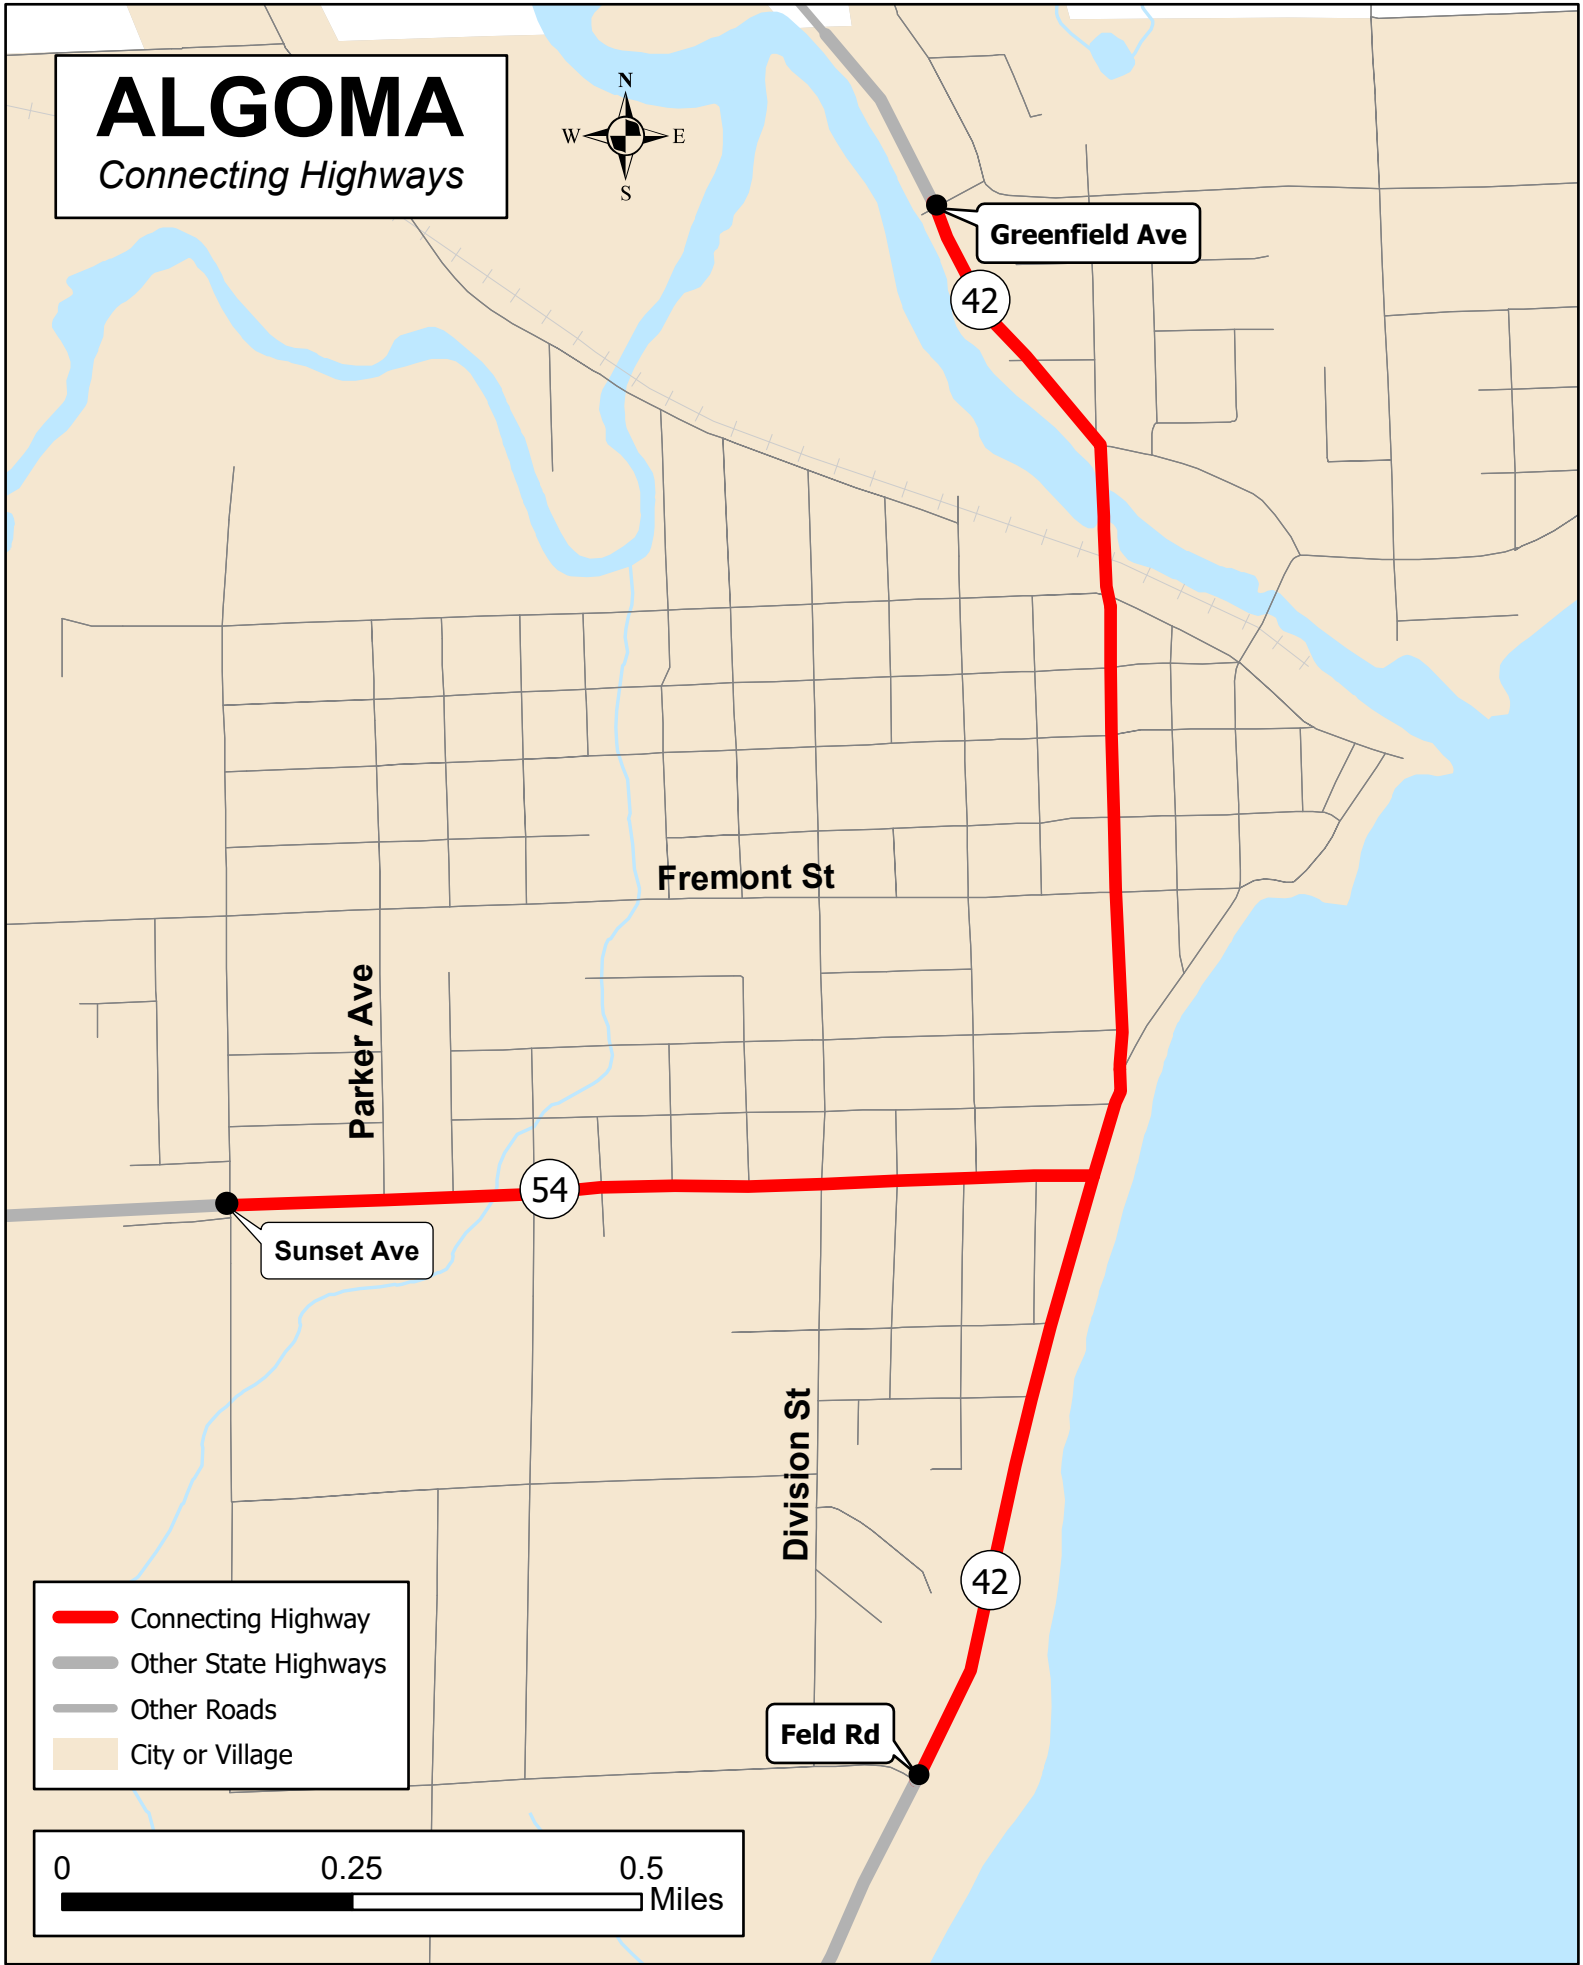 ALGOMA
Connecting Highways
N
W E
S
Greenfield Ave
42
Fremont St
Parker Ave
54
Sunset Ave
Division St
42
Feld Rd
Connecting Highway
Other State Highways
Other Roads
City or Village
0 0.25 0.5
Miles